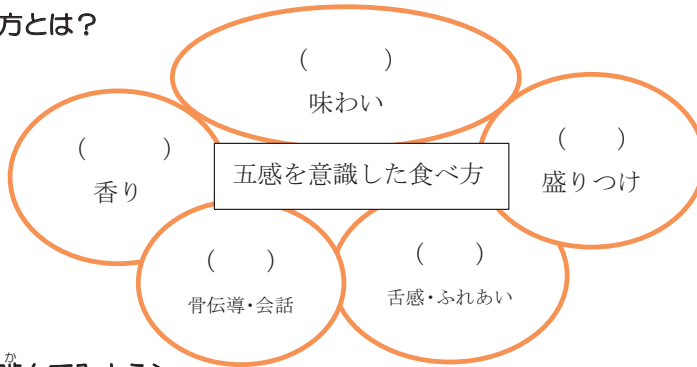 方とは?
(　　　)
味わい
(　　　)
香り
五感を意識した食べ方
(　　)
盛りつけ
(　　)
骨伝導・会話
(　　)
舌感・ふれあい
か